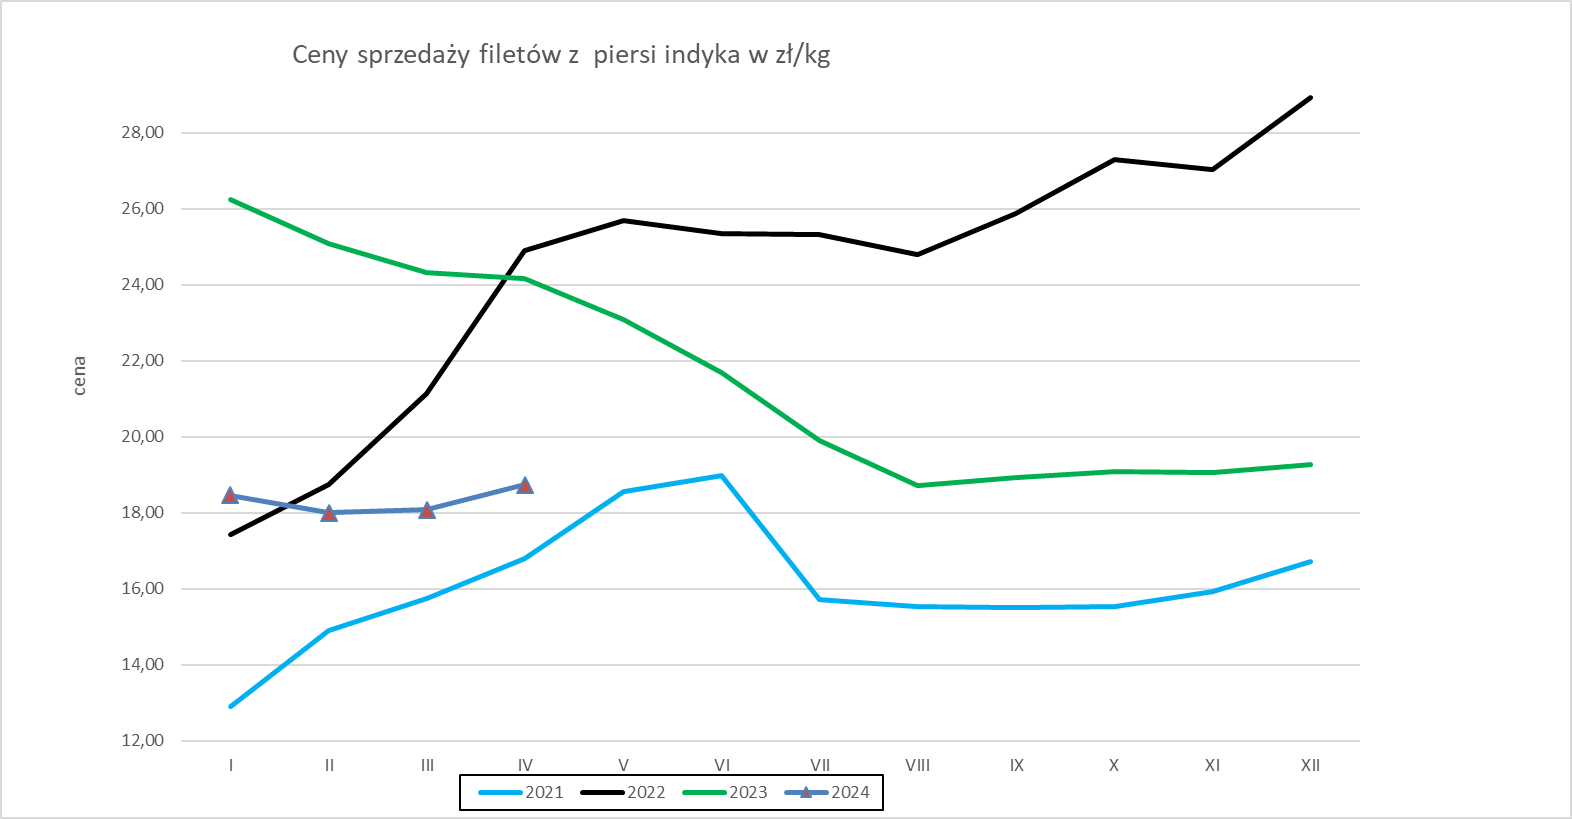 Ceny sprzedaży filetów z  piersi indyka w zł/kg
28,00
26,00
24,00
22,00
20,00
18,00
16,00
14,00
12,00
cena
I II III IV V VI VII VIII IX X XI XII
2021 2022 2023 2024